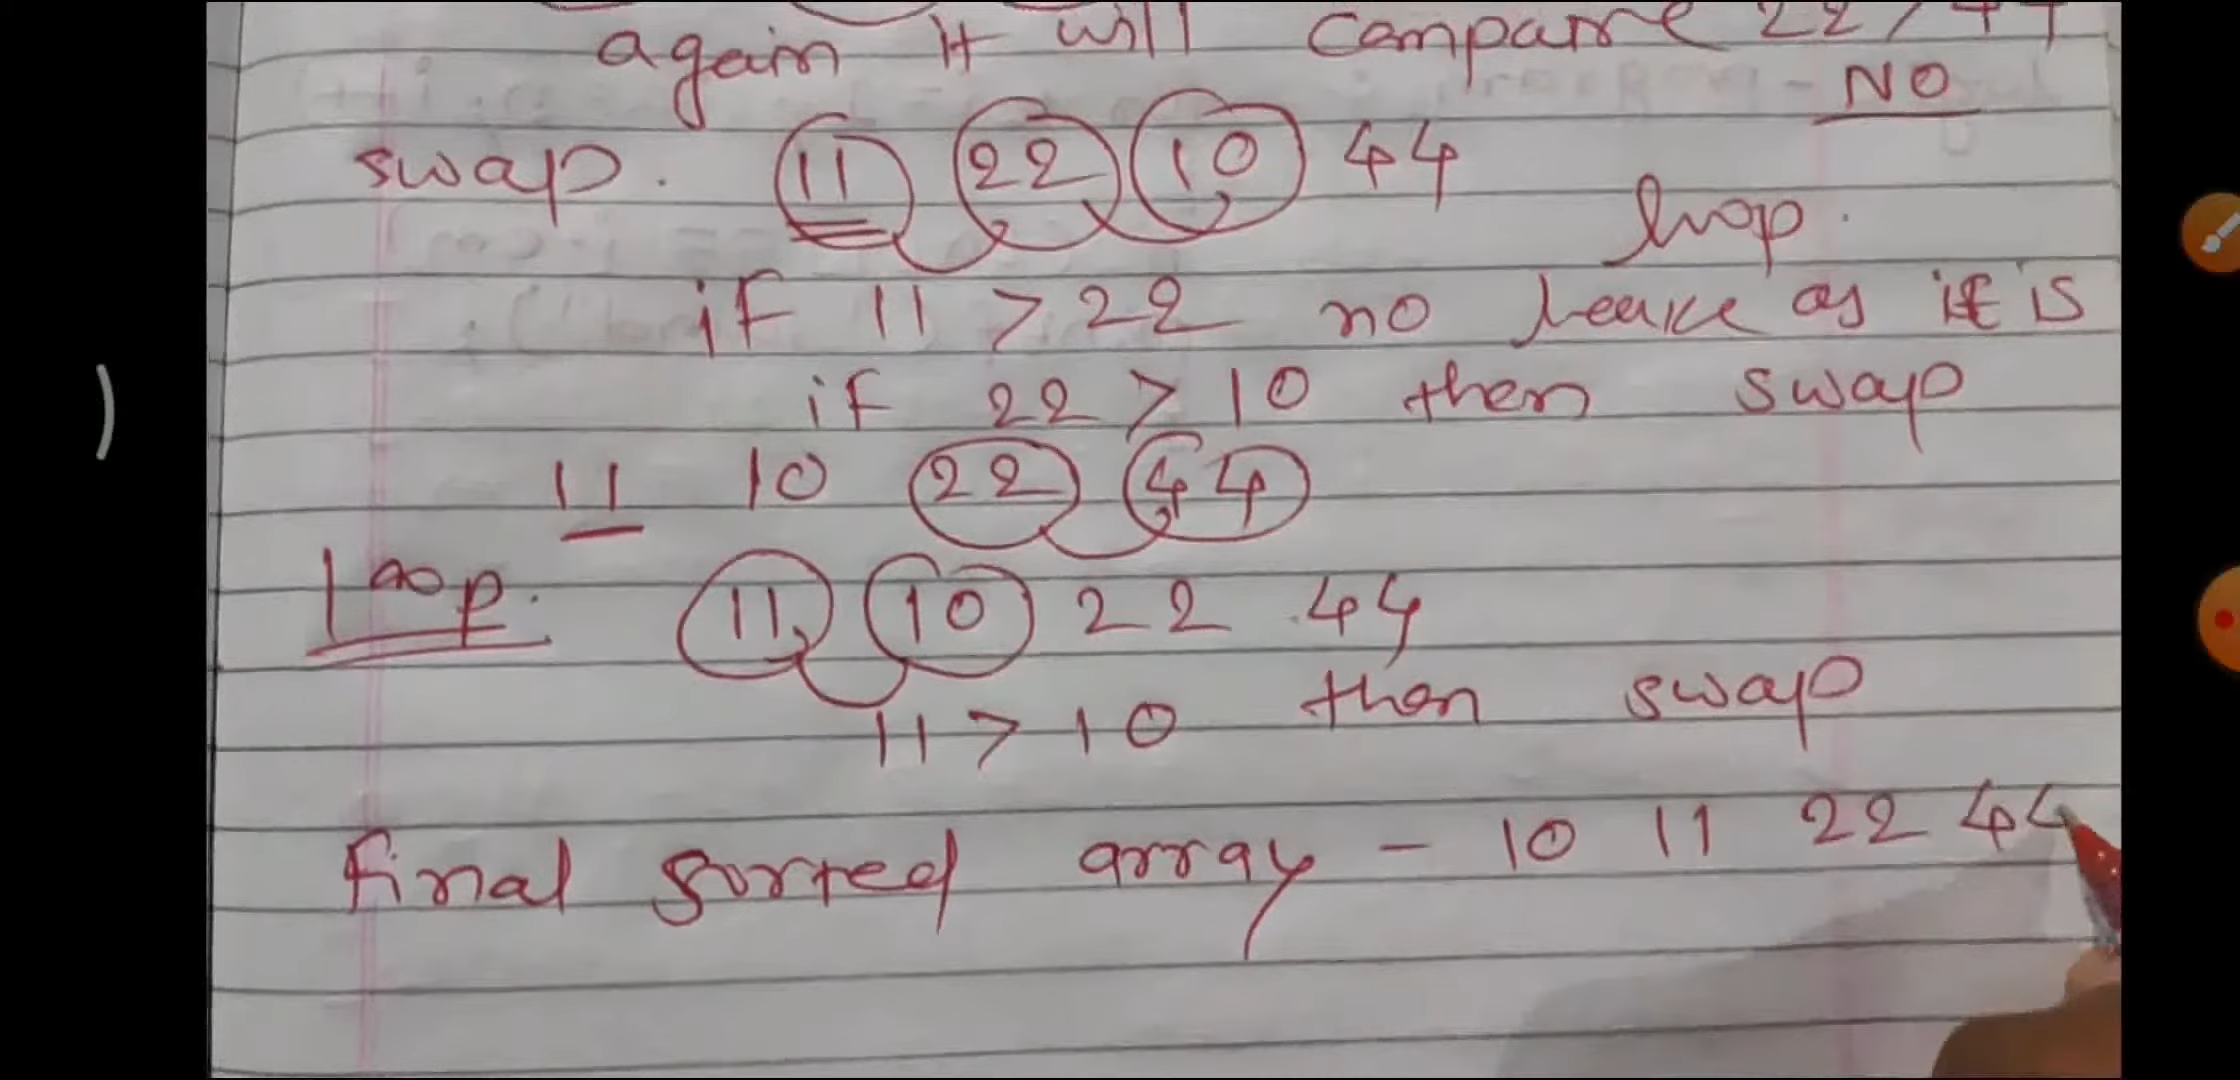 again it will compare 22 > 44
NO
swap. 11 22 10 44
loop.
if 11 > 22 no leave as it is
if 22 > 10 then swap
11 10 22 44
Loop. 11 10 22 44
11 > 10 then swap
final sorted array - 10 11 22 44